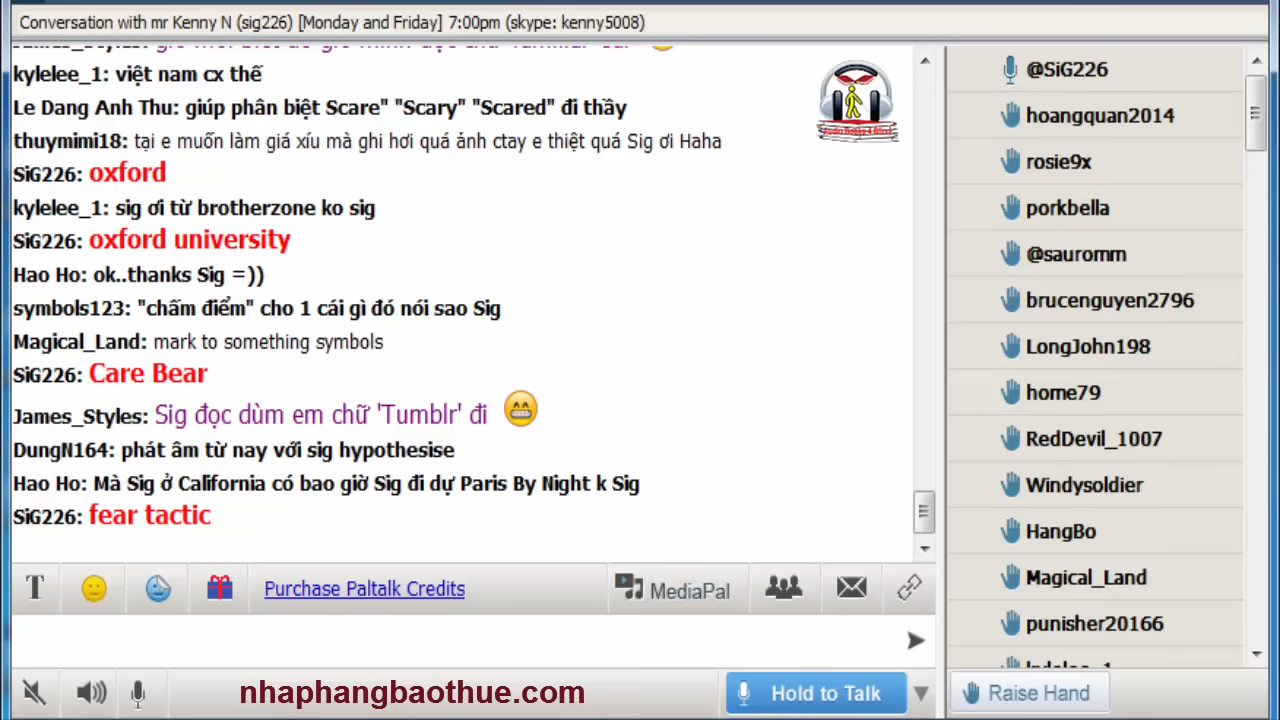 Conversation with mr Kenny N (sig226) [Monday and Friday] 7:00pm (skype: kenny5008)
kylelee_1: việt nam cx thế
Le Dang Anh Thu: giúp phân biệt Scare" "Scary" "Scared" đi thầy
thuymimi18: tại e muốn làm giá xíu mà ghi hơi quá ảnh ctay e thiệt quá Sig ơi Haha
SiG226: oxford
kylelee_1: sig ơi từ brotherzone ko sig
SiG226: oxford university
Hao Ho: ok..thanks Sig =))
symbols123: "chấm điểm" cho 1 cái gì đó nói sao Sig
Magical_Land: mark to something symbols
SiG226: Care Bear
James_Styles: Sig đọc dùm em chữ 'Tumblr' đi
DungN164: phát âm từ nay với sig hypothesise
Hao Ho: Mà Sig ở California có bao giờ Sig đi dự Paris By Night k Sig
SiG226: fear tactic
@SiG226
hoangquan2014
rosie9x
porkbella
@sauromm
brucenguyen2796
LongJohn198
home79
RedDevil_1007
Windysoldier
HangBo
Magical_Land
punisher20166
T
Purchase Paltalk Credits
MediaPal
nhaphangbaothue.com
Hold to Talk
Raise Hand